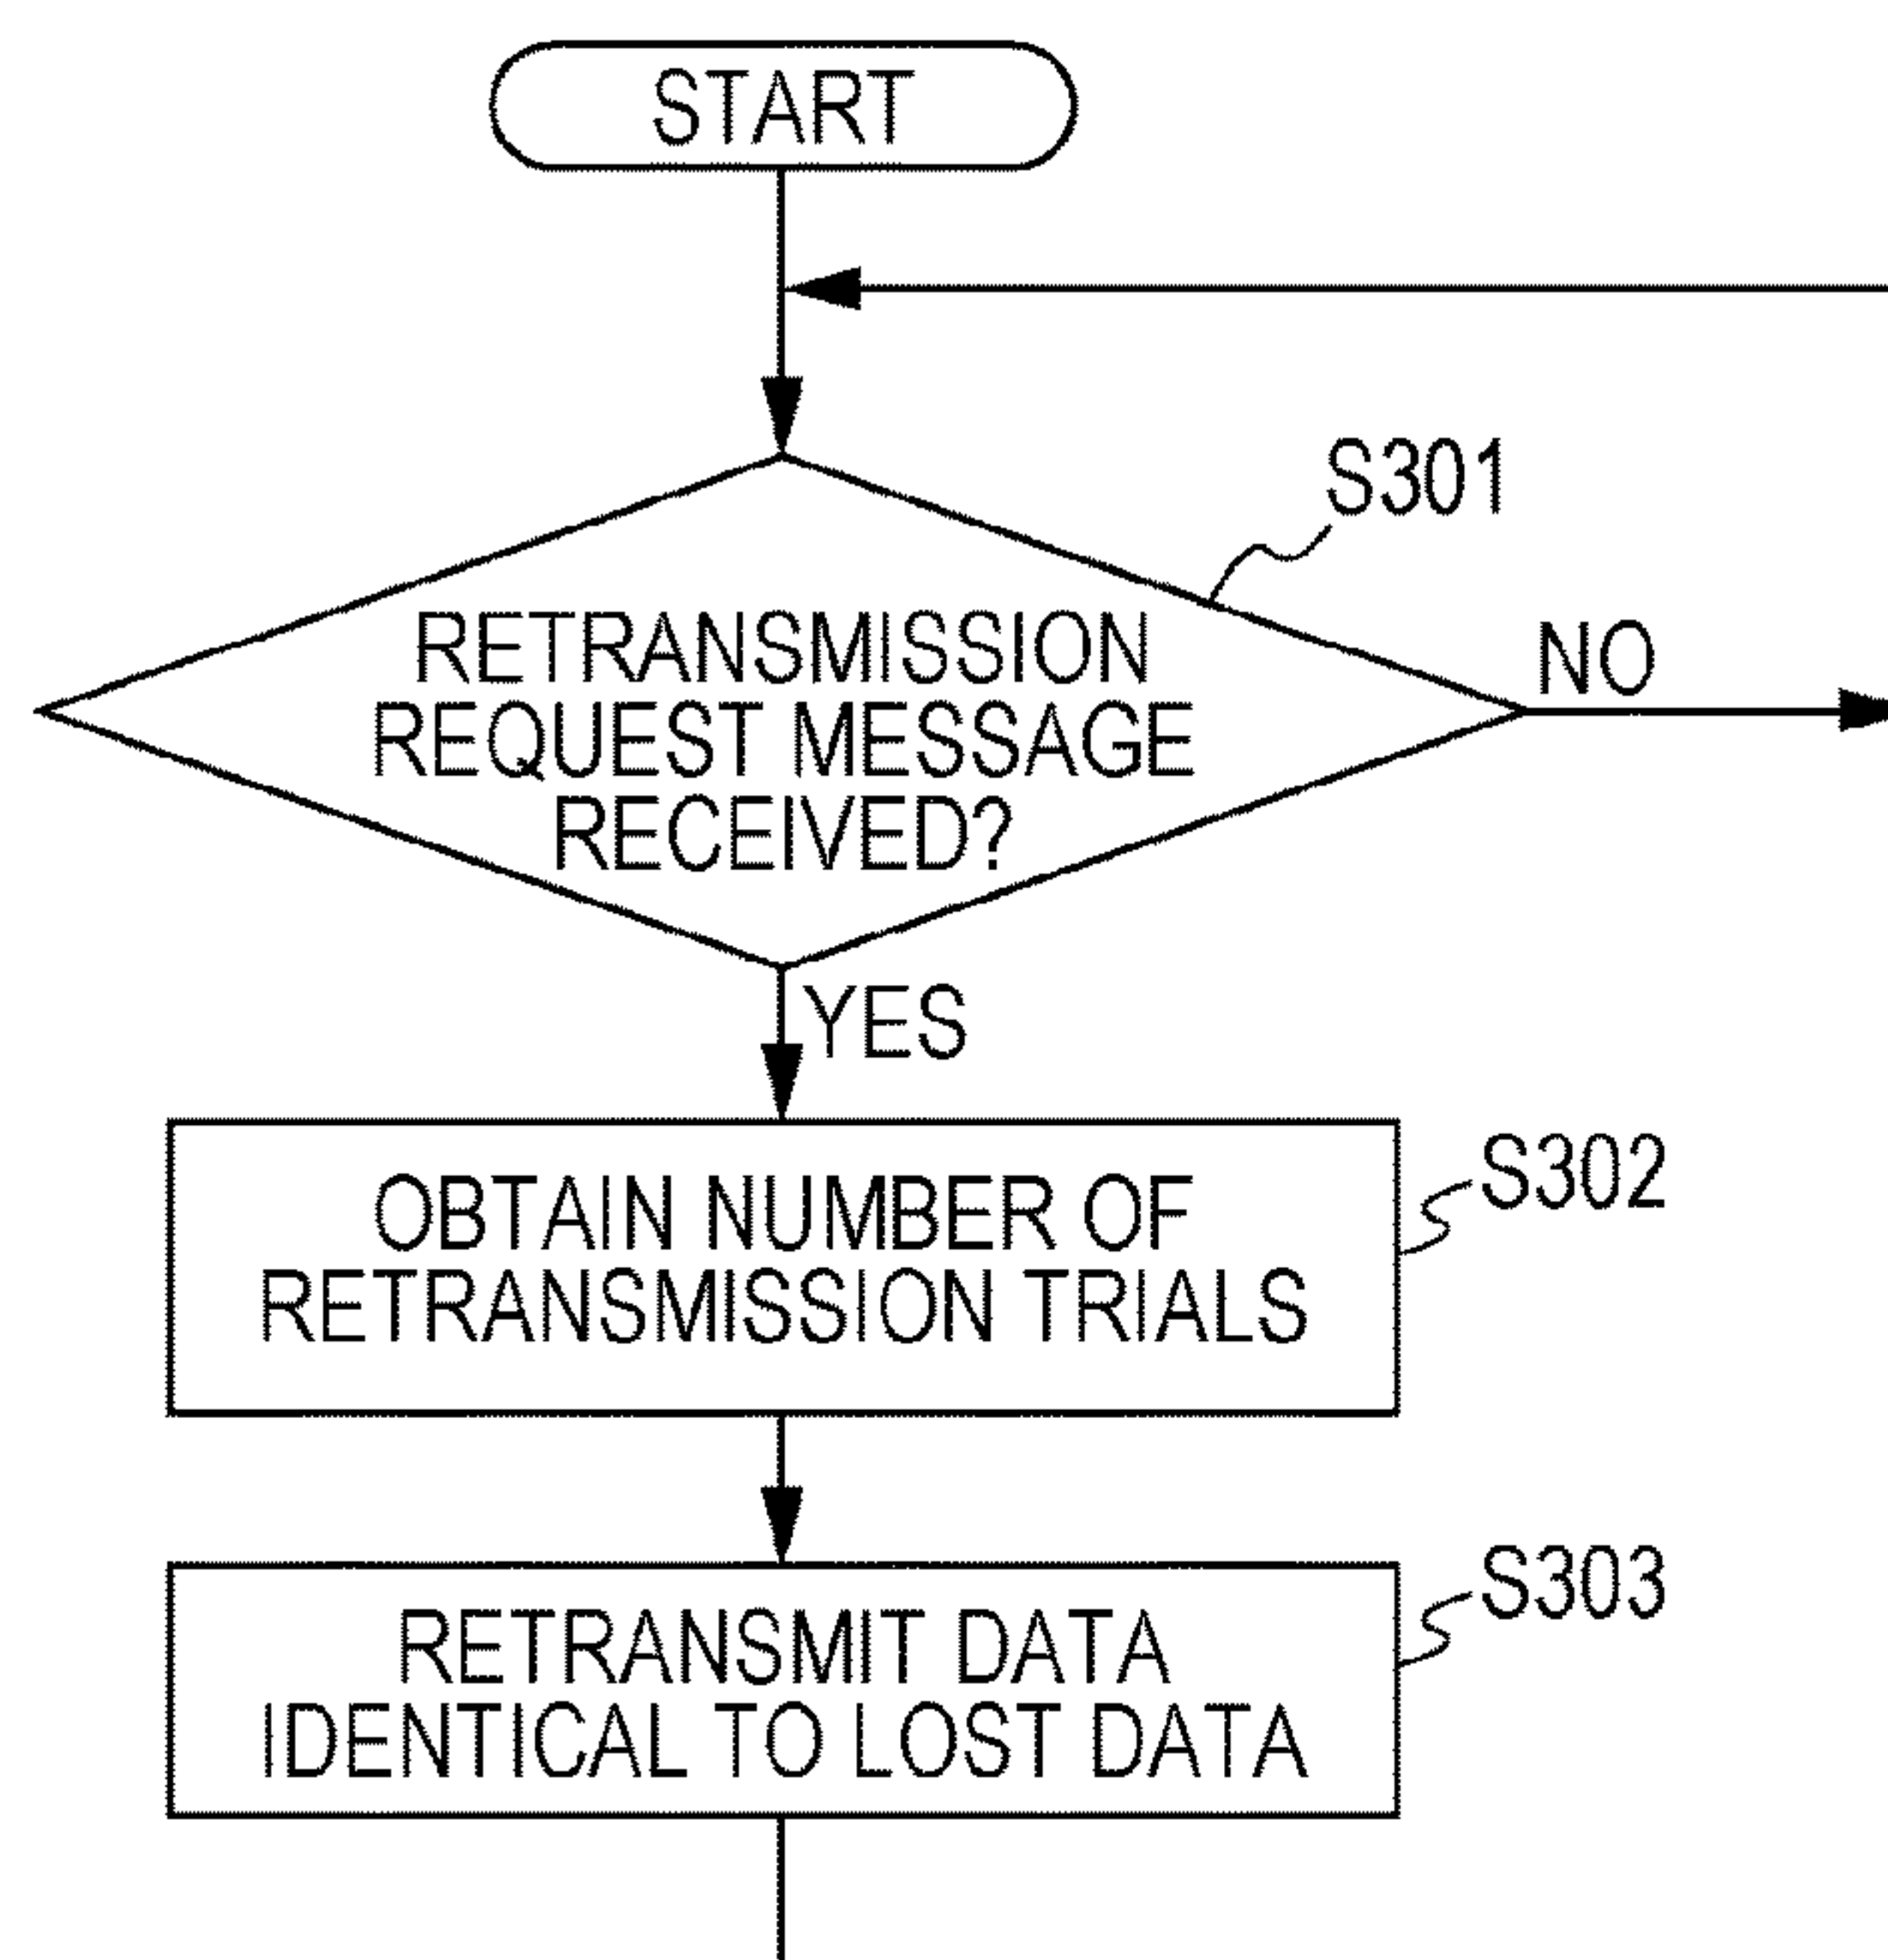 START
S301
RETRANSMISSION
REQUEST MESSAGE
RECEIVED?
NO
YES
OBTAIN NUMBER OF
RETRANSMISSION TRIALS
S302
RETRANSMIT DATA
IDENTICAL TO LOST DATA
S303